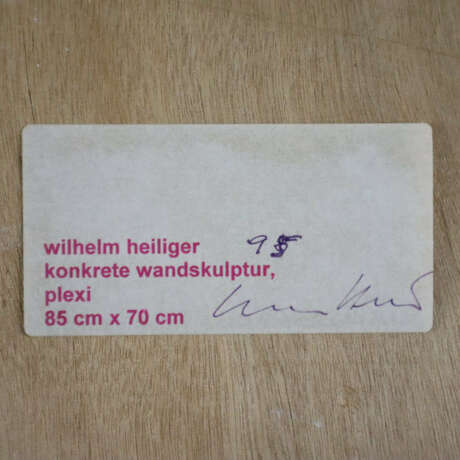 wilhelm heiliger
konkrete wandskulptur,
plexi
85 cm x 70 cm